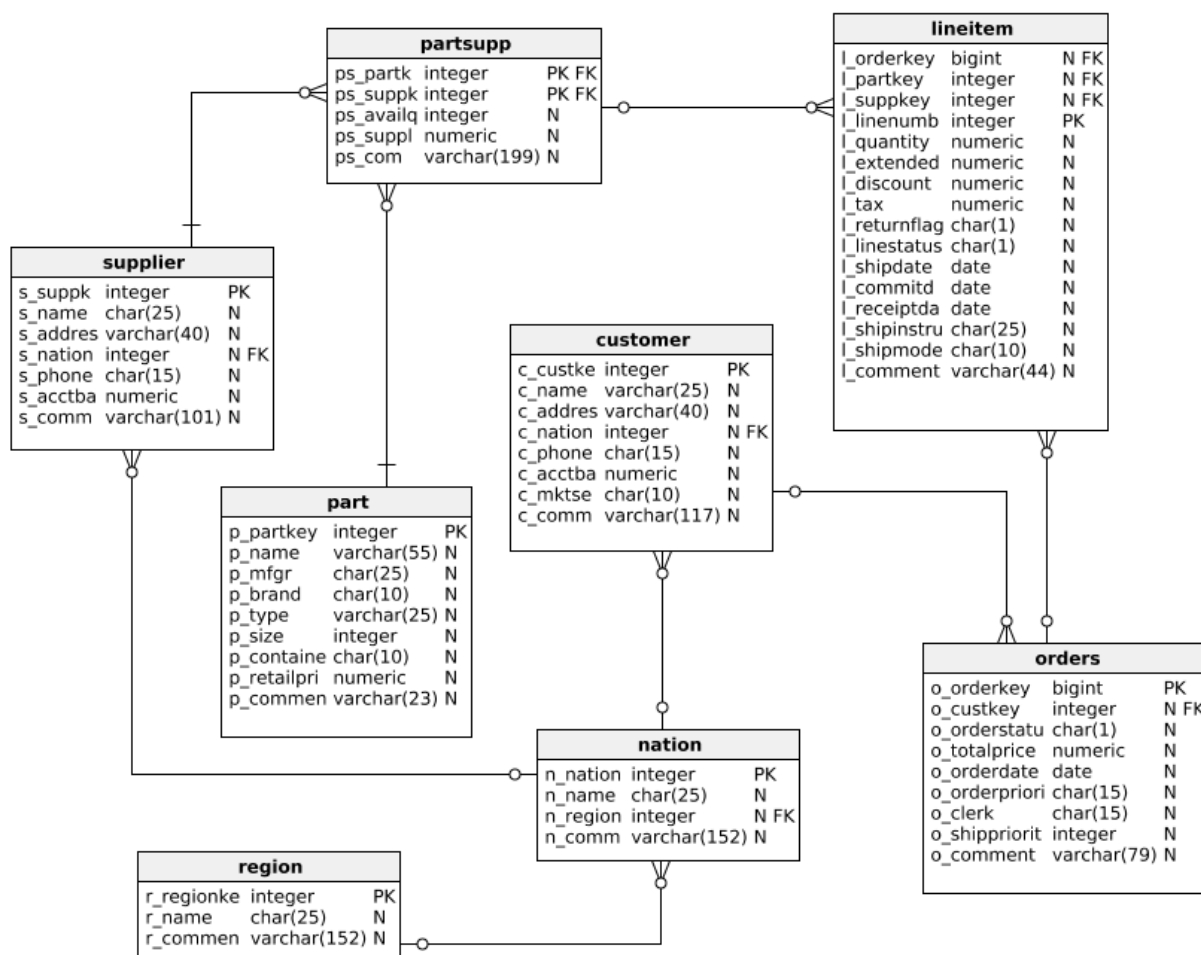 partsupp
ps_partk integer PK FK
ps_suppk integer PK FK
ps_availq integer N
ps_suppl numeric N
ps_com varchar(199) N
lineitem
l_orderkey bigint N FK
l_partkey integer N FK
l_suppkey integer N FK
l_linenumb integer PK
l_quantity numeric N
l_extended numeric N
l_discount numeric N
l_tax numeric N
l_returnflag char(1) N
l_linestatus char(1) N
l_shipdate date N
l_commitd date N
l_receiptda date N
l_shipinstru char(25) N
l_shipmode char(10) N
l_comment varchar(44) N
supplier
s_suppk integer PK
s_name char(25) N
s_addres varchar(40) N
s_nation integer N FK
s_phone char(15) N
s_acctba numeric N
s_comm varchar(101) N
customer
c_custke integer PK
c_name varchar(25) N
c_addres varchar(40) N
c_nation integer N FK
c_phone char(15) N
c_acctba numeric N
c_mktse char(10) N
c_comm varchar(117) N
part
p_partkey integer PK
p_name varchar(55) N
p_mfgr char(25) N
p_brand char(10) N
p_type varchar(25) N
p_size integer N
p_containe char(10) N
p_retailpri numeric N
p_commen varchar(23) N
orders
o_orderkey bigint PK
o_custkey integer N FK
o_orderstatu char(1) N
o_totalprice numeric N
o_orderdate date N
o_orderpriori char(15) N
o_clerk char(15) N
o_shippriorit integer N
o_comment varchar(79) N
nation
n_nation integer PK
n_name char(25) N
n_region integer N FK
n_comm varchar(152) N
region
r_regionke integer PK
r_name char(25) N
r_commen varchar(152) N